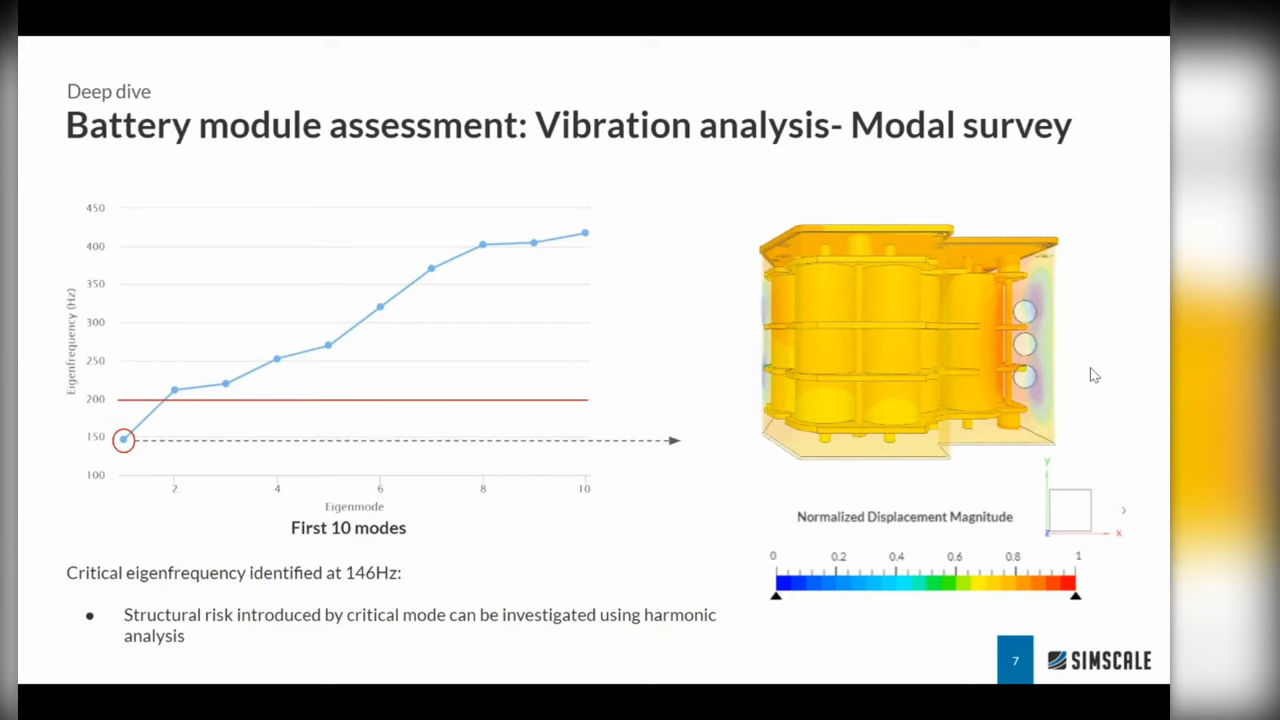 Deep dive
Battery module assessment: Vibration analysis- Modal survey
450
400
350
300
250
200
150
100
Eigenfrequency (Hz)
2
4
6
8
10
Eigenmode
First 10 modes
Critical eigenfrequency identified at 146Hz:
● Structural risk introduced by critical mode can be investigated using harmonic
analysis
y
z
x
Normalized Displacement Magnitude
0
0.2
0.4
0.6
0.8
1
7
SIMSCALE